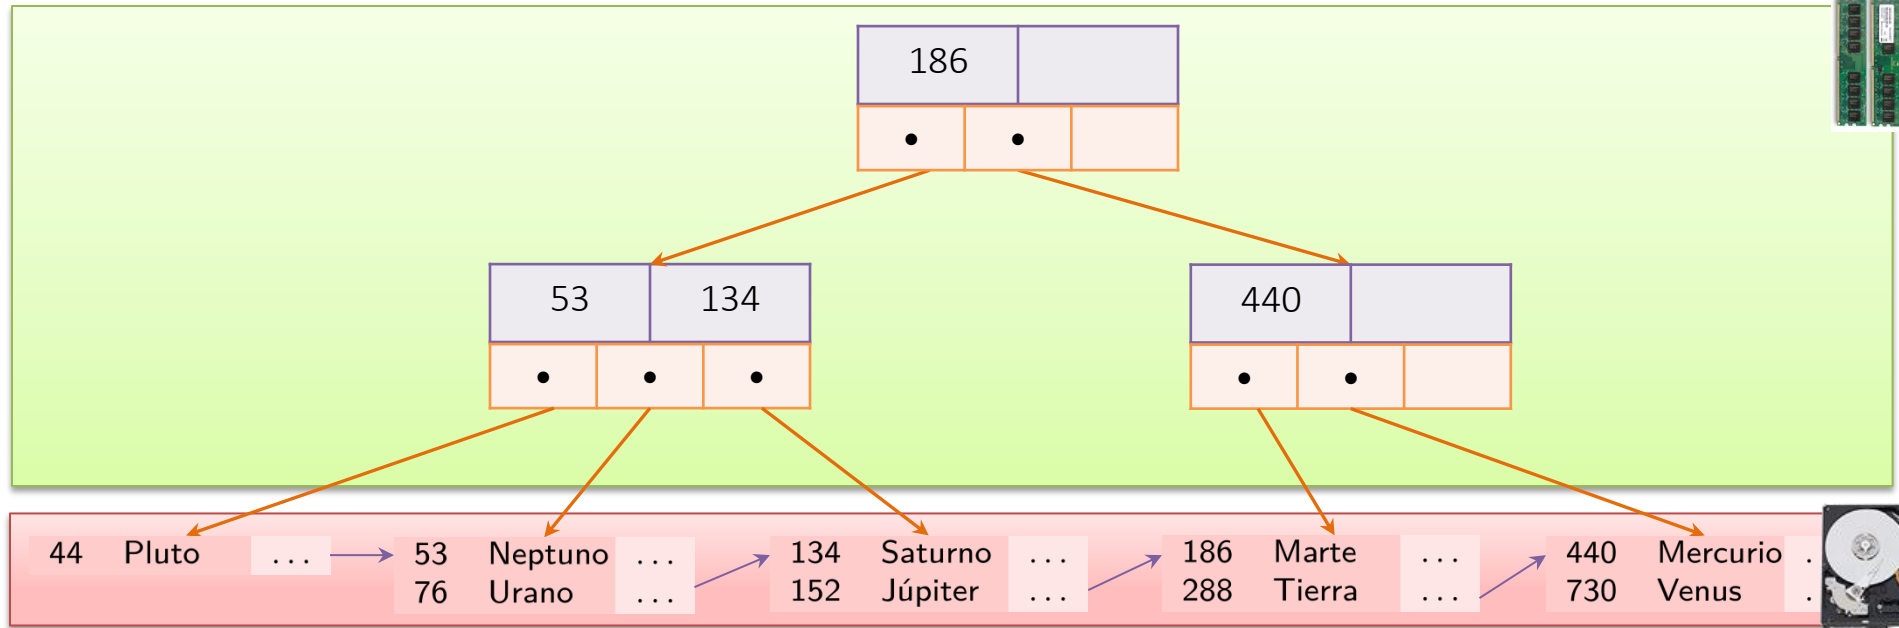 186
53 134
440
44 Pluto ...
53 Neptuno ...
76 Urano ...
134 Saturno ...
152 Júpiter ...
186 Marte ...
288 Tierra ...
440 Mercurio .
730 Venus .